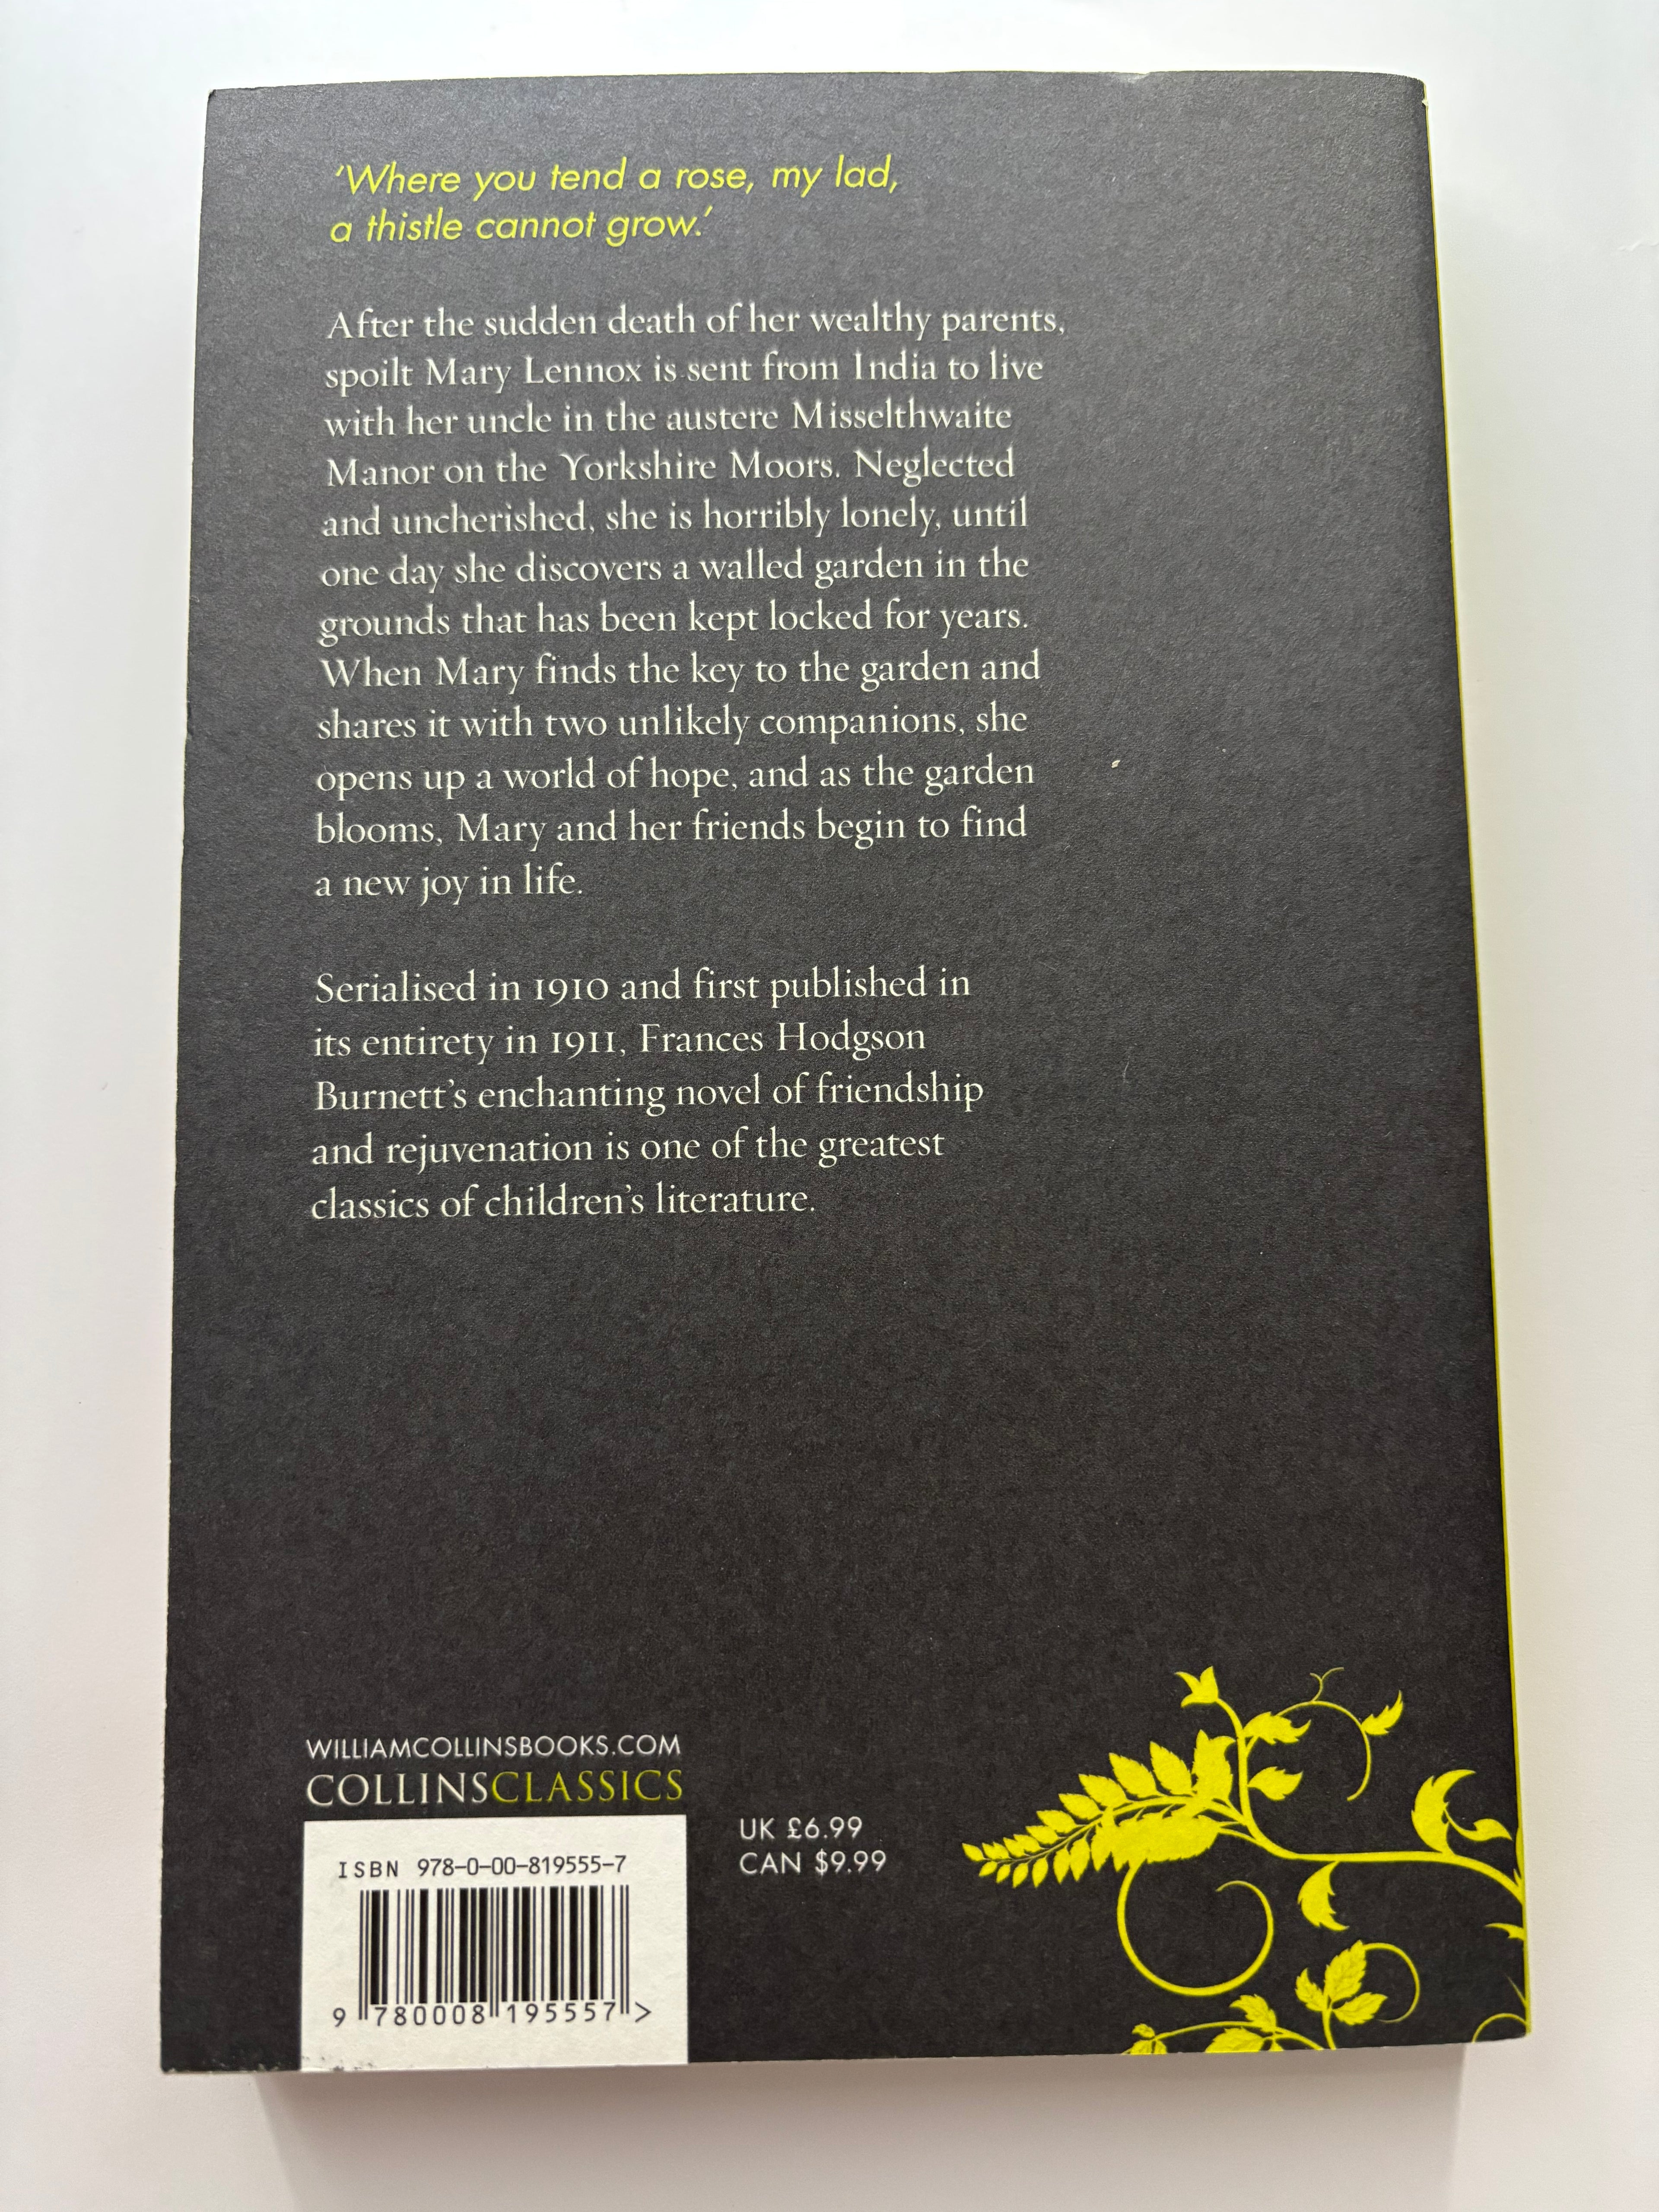 ‘Where you tend a rose, my lad,
a thistle cannot grow.’
After the sudden death of her wealthy parents,
spoilt Mary Lennox is sent from India to live
with her uncle in the austere Misselthwaite
Manor on the Yorkshire Moors. Neglected
and uncherished, she is horribly lonely, until
one day she discovers a walled garden in the
grounds that has been kept locked for years.
When Mary finds the key to the garden and
shares it with two unlikely companions, she
opens up a world of hope, and as the garden
blooms, Mary and her friends begin to find
a new joy in life.
Serialised in 1910 and first published in
its entirety in 1911, Frances Hodgson
Burnett’s enchanting novel of friendship
and rejuvenation is one of the greatest
classics of children’s literature.
WILLIAMCOLLINSBOOKS.COM
COLLINSCLASSICS
UK £6.99
CAN $9.99
ISBN 978-0-00-819555-7
9 780008 195557 >